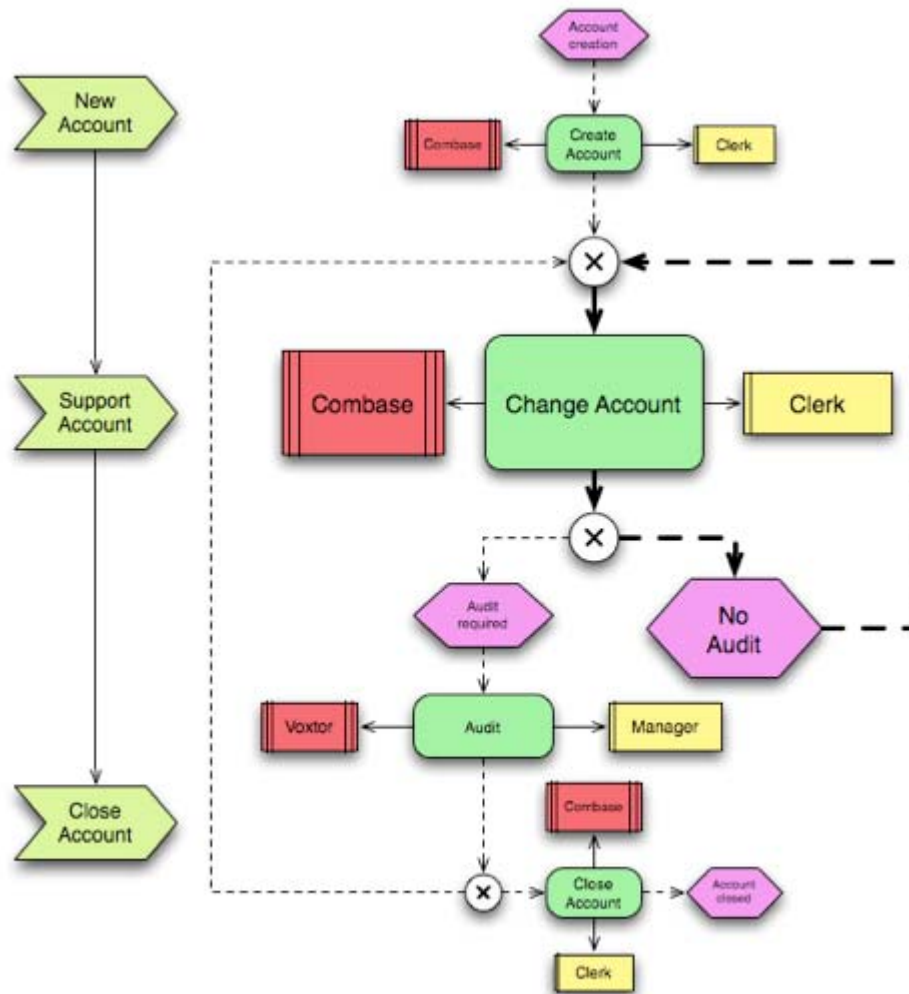 Account
creation
New
Account
Combase
Create
Account
Clerk
Support
Account
Combase
Change Account
Clerk
Audit
required
No
Audit
Voxtor
Audit
Manager
Close
Account
Combase
Close
Account
Account
closed
Clerk